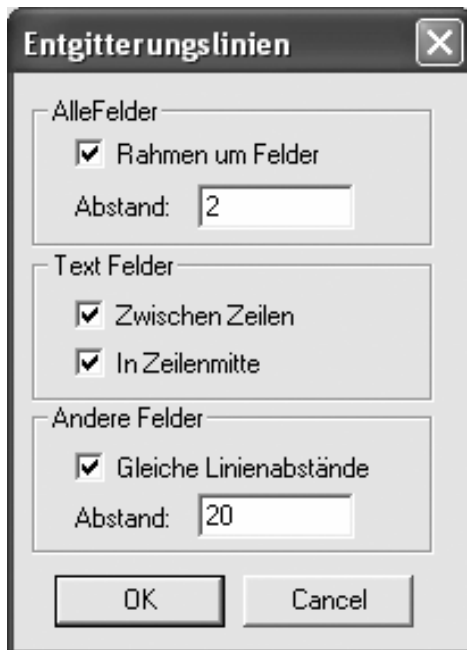 Entgitterungslinien
AlleFelder
Rahmen um Felder
Abstand: 2
Text Felder
Zwischen Zeilen
In Zeilenmitte
Andere Felder
Gleiche Linienabstände
Abstand: 20
OK Cancel